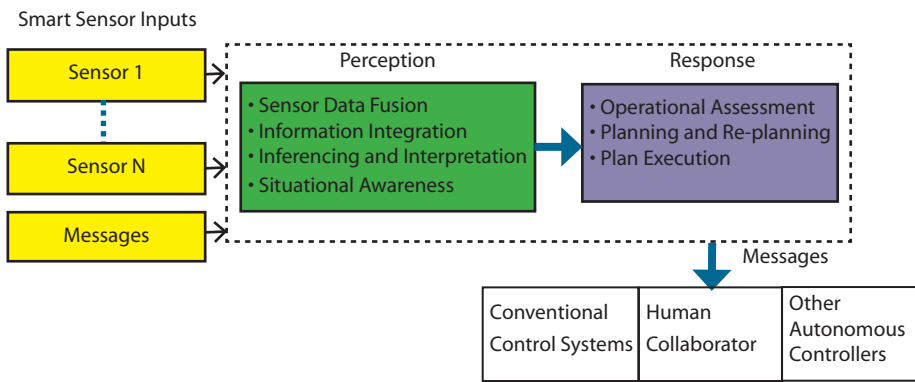 Smart Sensor Inputs
Sensor 1
Sensor N
Messages
Perception
• Sensor Data Fusion
• Information Integration
• Inferencing and Interpretation
• Situational Awareness
Response
• Operational Assessment
• Planning and Re-planning
• Plan Execution
Messages
Conventional
Control Systems
Human
Collaborator
Other
Autonomous
Controllers